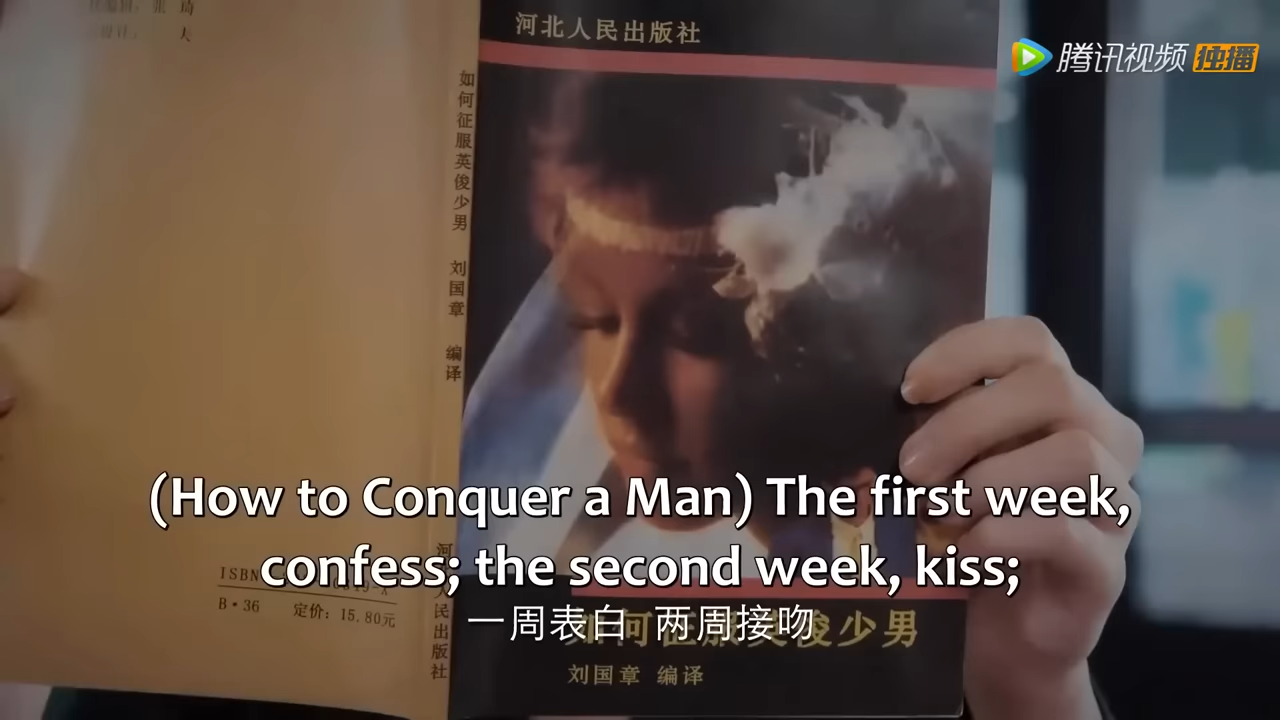 河北人民出版社
腾讯视频 独播
如何征服英俊少男 刘国章 编译
河北人民出版社
ISBN
B·36 定价: 15.80元
(How to Conquer a Man) The first week,
confess; the second week, kiss;
一周表白 两周接吻
如何征服英俊少男
刘国章 编译